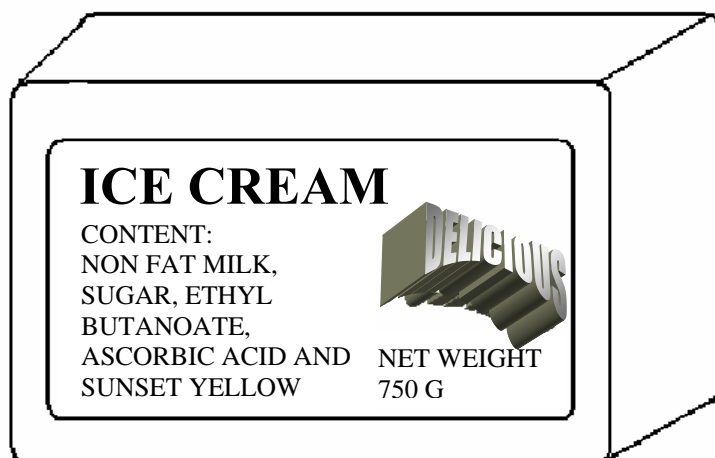 ICE CREAM
CONTENT:
NON FAT MILK,
SUGAR, ETHYL
BUTANOATE,
ASCORBIC ACID AND
SUNSET YELLOW
DELICIOUS
NET WEIGHT
750 G